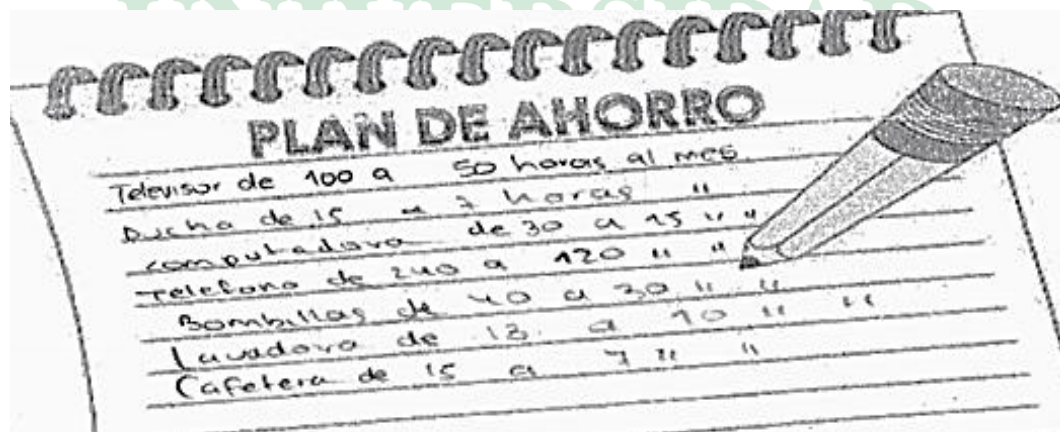 UNIVERSIDAD
PLAN DE AHORRO
Televisor de 100 a 50 horas al mes.
Ducha de 15 a 7 horas "
computadora de 30 a 15 " "
Telefono de 240 a 120 " "
Bombillas de 40 a 30 " "
Lavadora de 13. a 10 " "
Cafetera de 15 a 7 " "